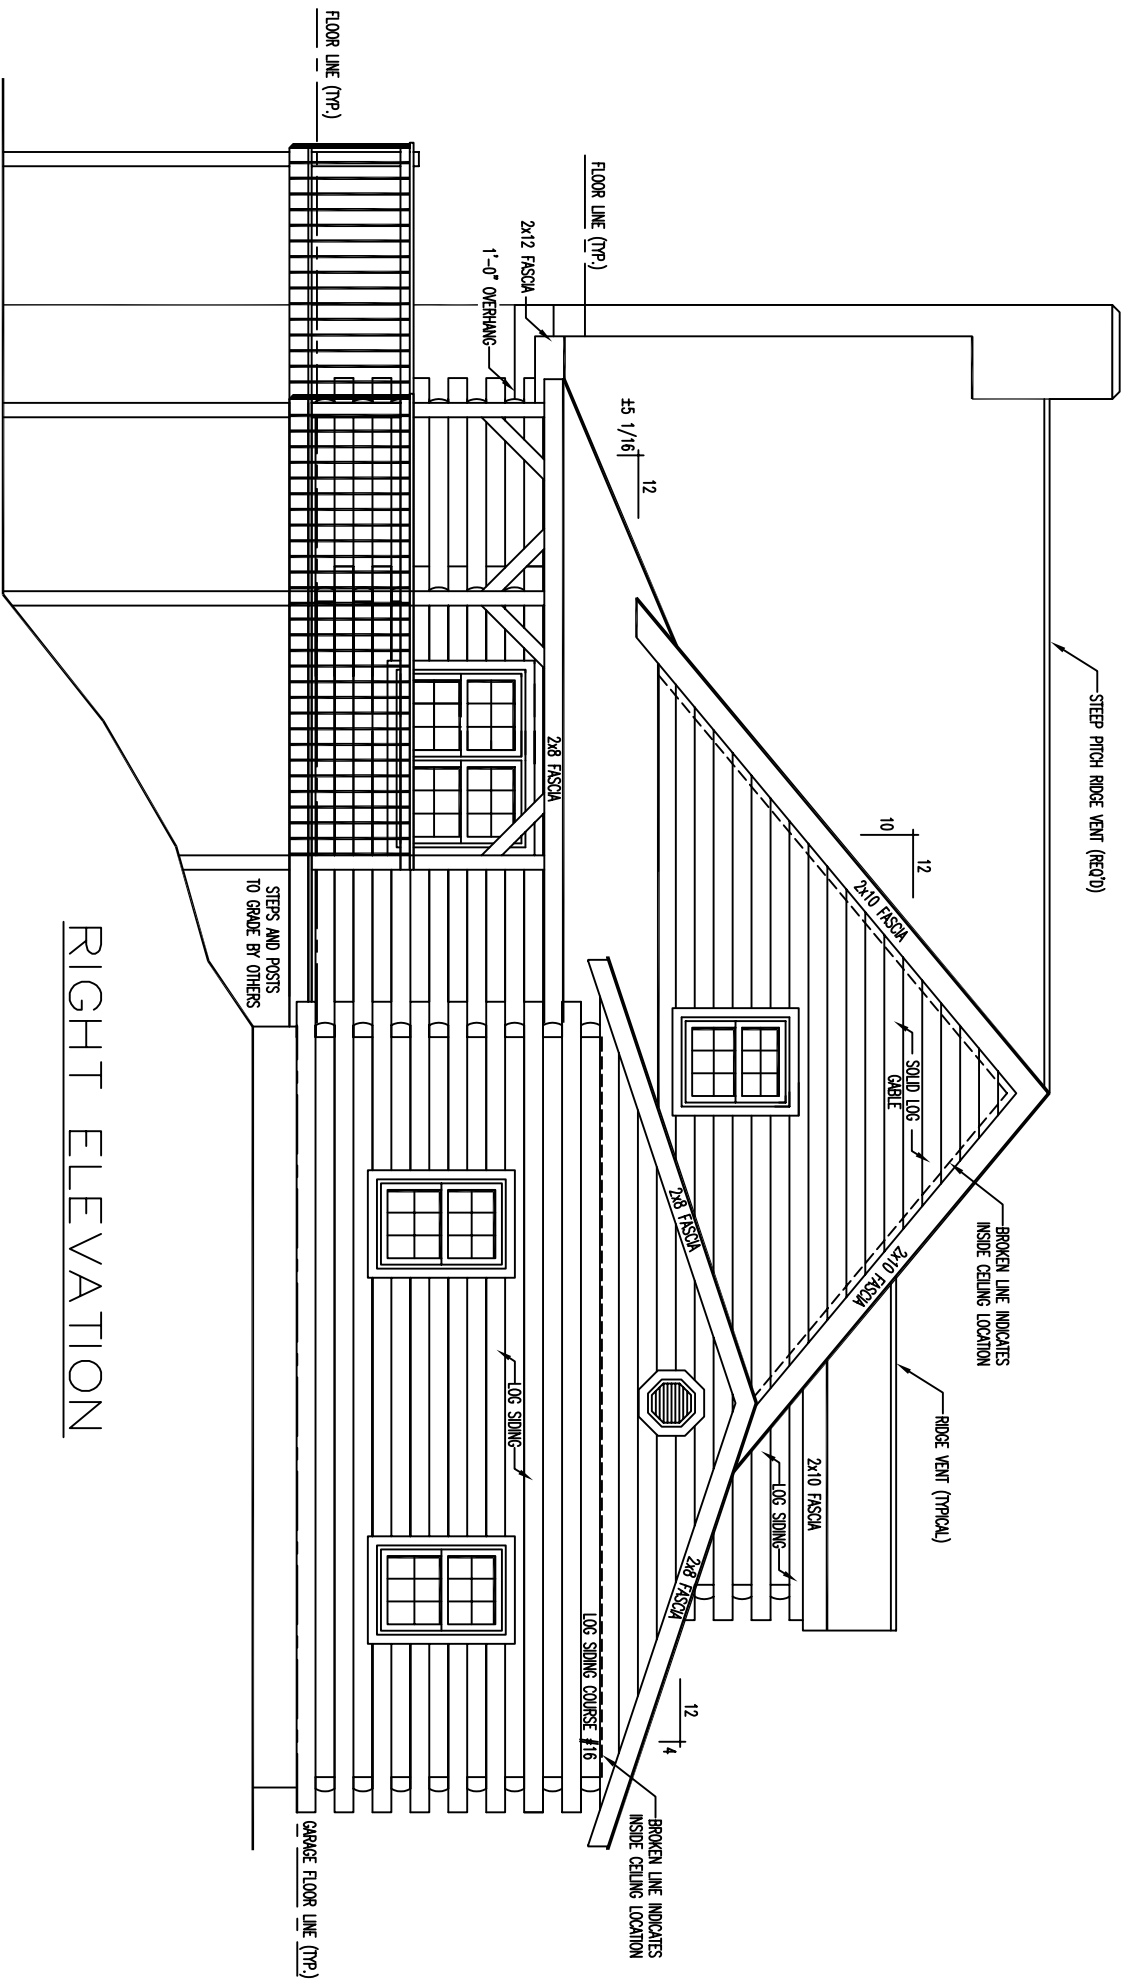 STEEP PITCH RIDGE VENT (REQ'D)
BROKEN LINE INDICATES
INSIDE CEILING LOCATION
RIDGE VENT (TYPICAL)
12
10
2x10 FASCIA
SOLID LOG
GABLE
2x10 FASCIA
2x10 FASCIA
LOG SIDING
12
±5 1/16
2x8 FASCIA
2x8 FASCIA
12
4
FLOOR LINE (TYP.)
2x12 FASCIA
1'-0" OVERHANG
2x8 FASCIA
LOG SIDING COURSE #16
BROKEN LINE INDICATES
INSIDE CEILING LOCATION
LOG SIDING
FLOOR LINE (TYP.)
GARAGE FLOOR LINE (TYP.)
STEPS AND POSTS
TO GRADE BY OTHERS
RIGHT ELEVATION